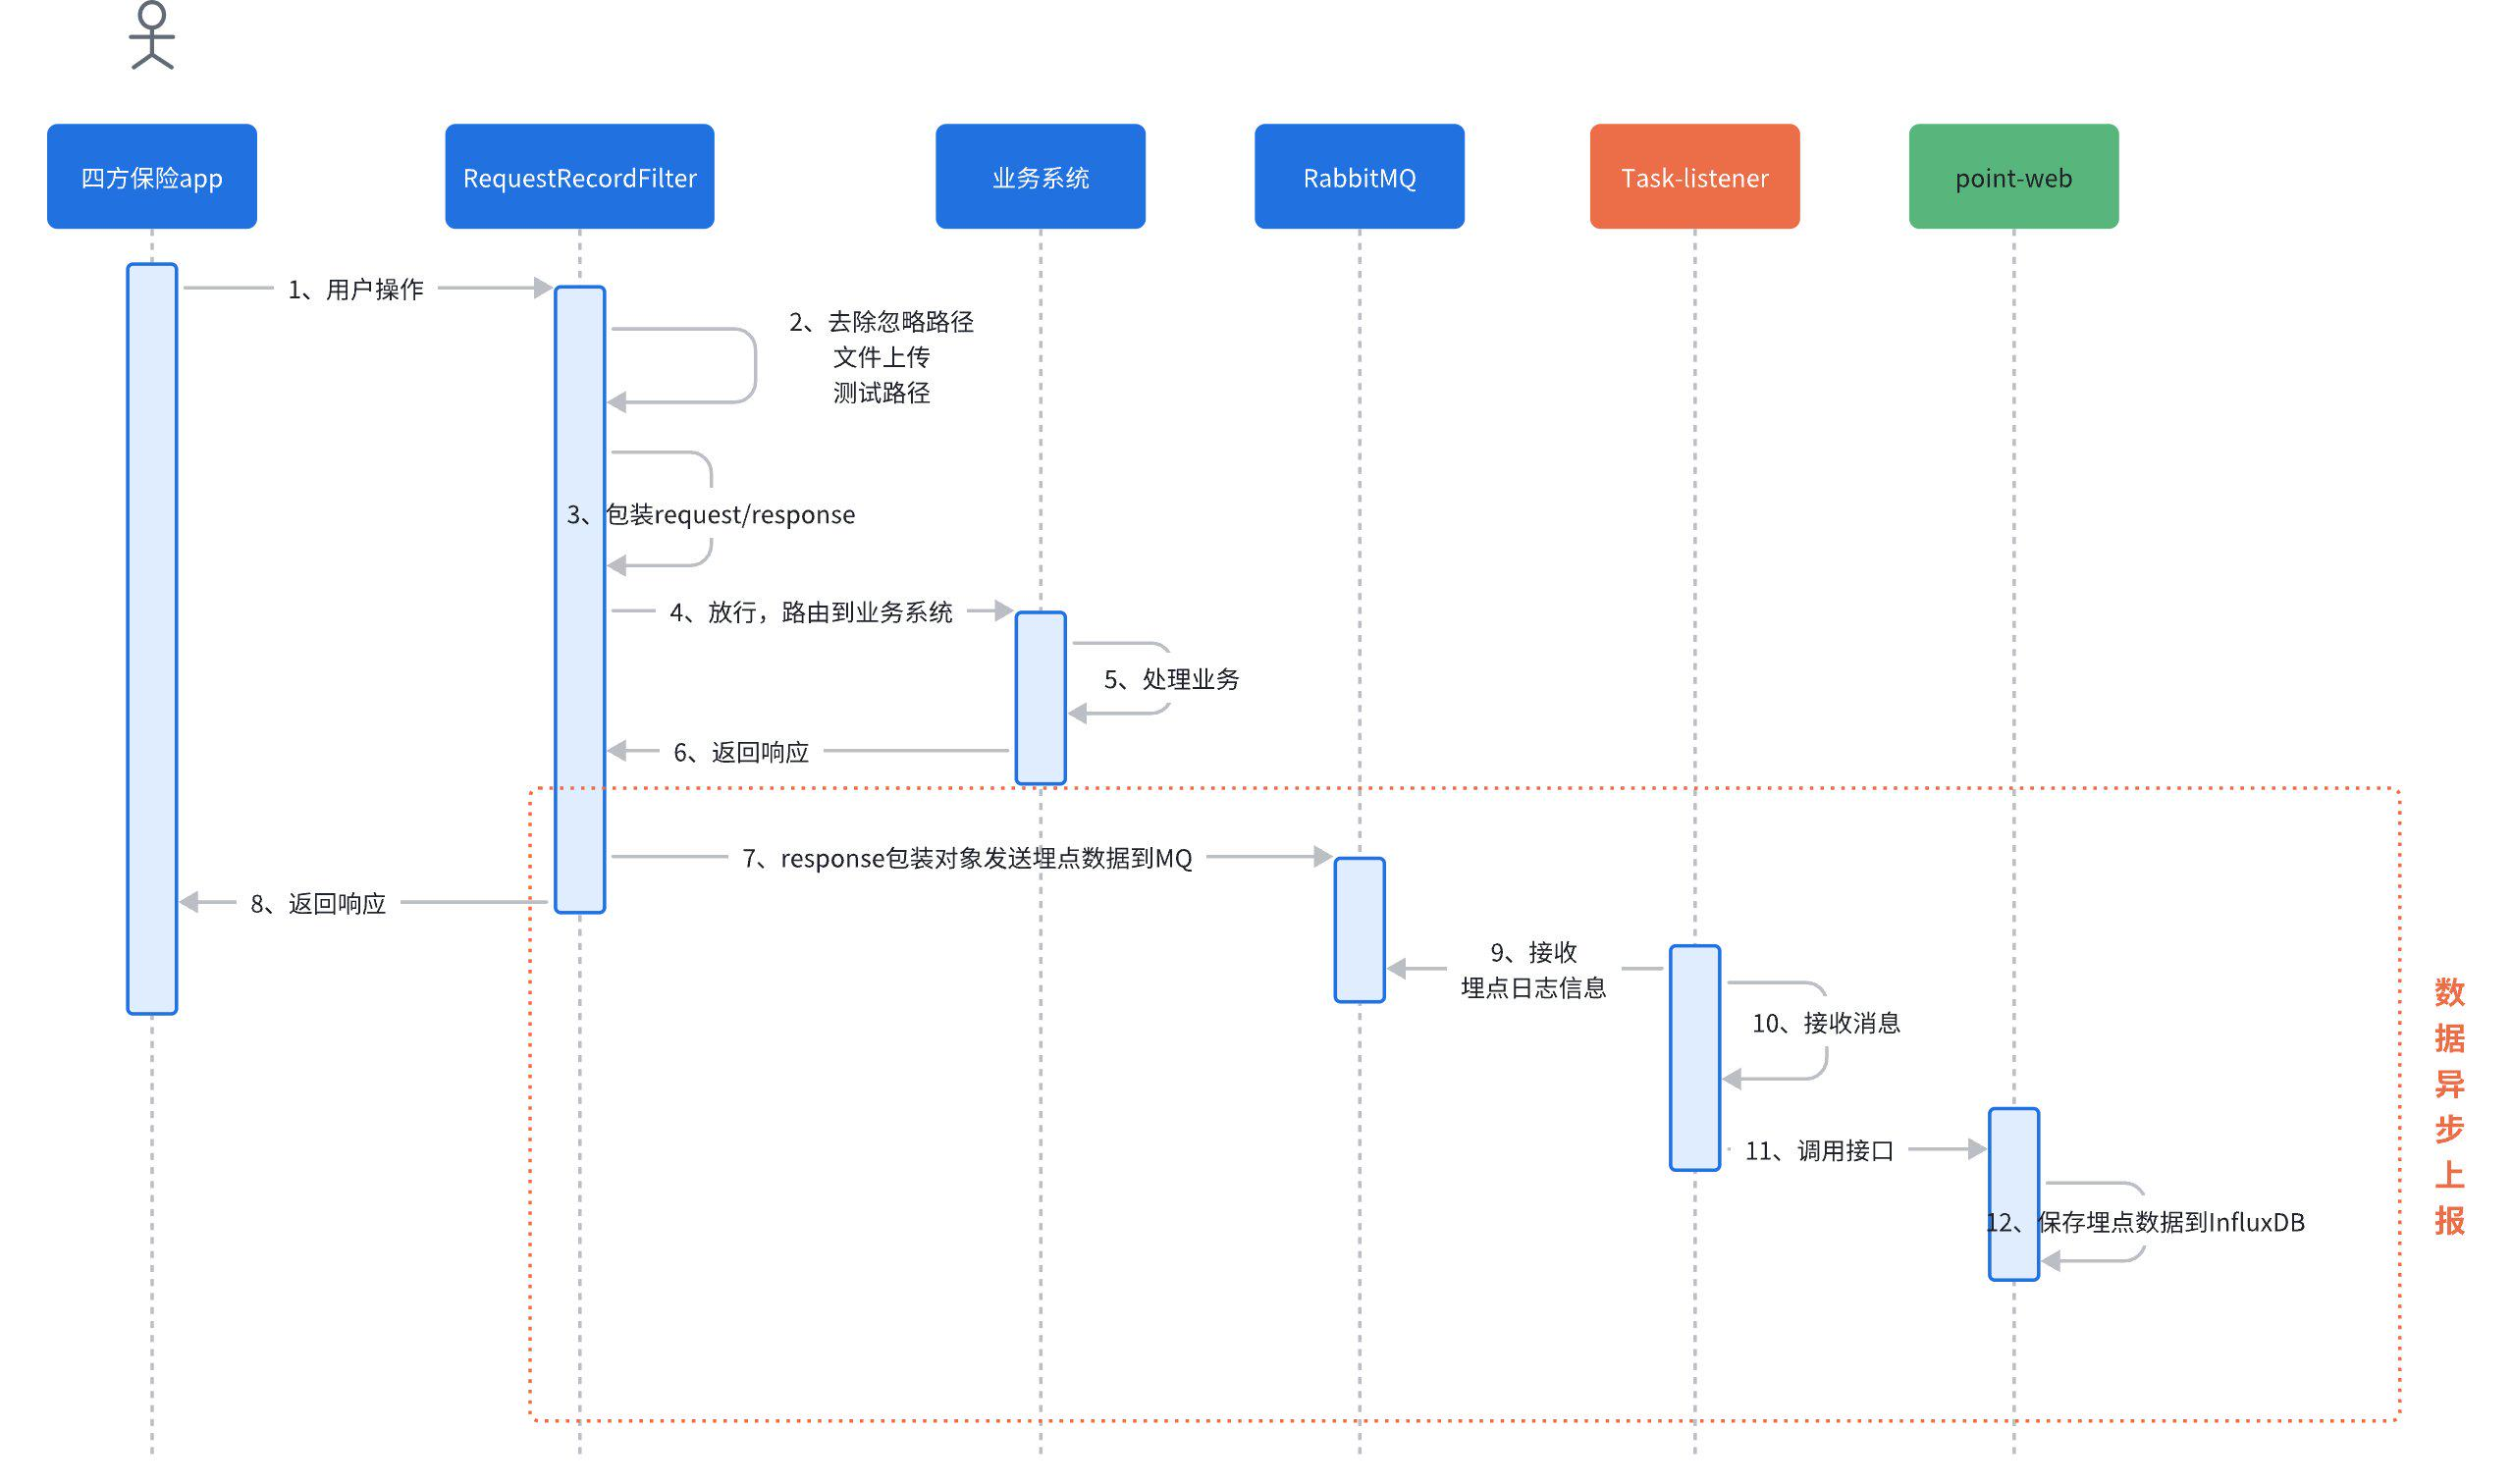 四方保险app
RequestRecordFilter
业务系统
RabbitMQ
Task-listener
point-web
1、用户操作
2、去除忽略路径
文件上传
测试路径
3、包装request/response
4、放行，路由到业务系统
5、处理业务
6、返回响应
7、response包装对象发送埋点数据到MQ
8、返回响应
9、接收
埋点日志信息
10、接收消息
11、调用接口
12、保存埋点数据到InfluxDB
数
据
异
步
上
报